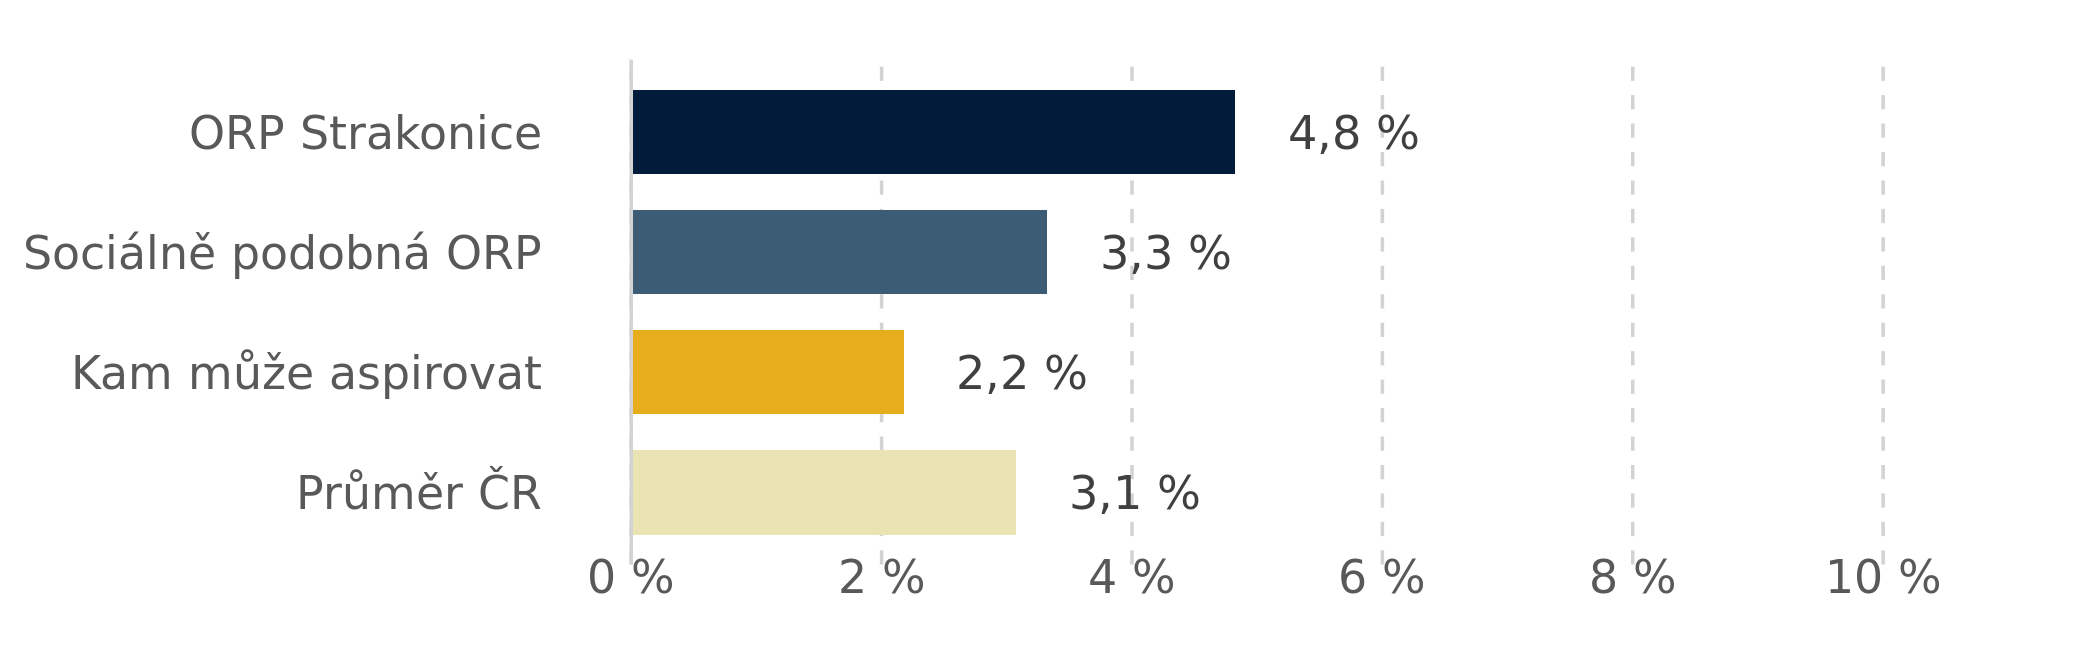 ORP Strakonice 4,8 %
Sociálně podobná ORP 3,3 %
Kam může aspirovat 2,2 %
Průměr ČR 3,1 %
0 % 2 % 4 % 6 % 8 % 10 %